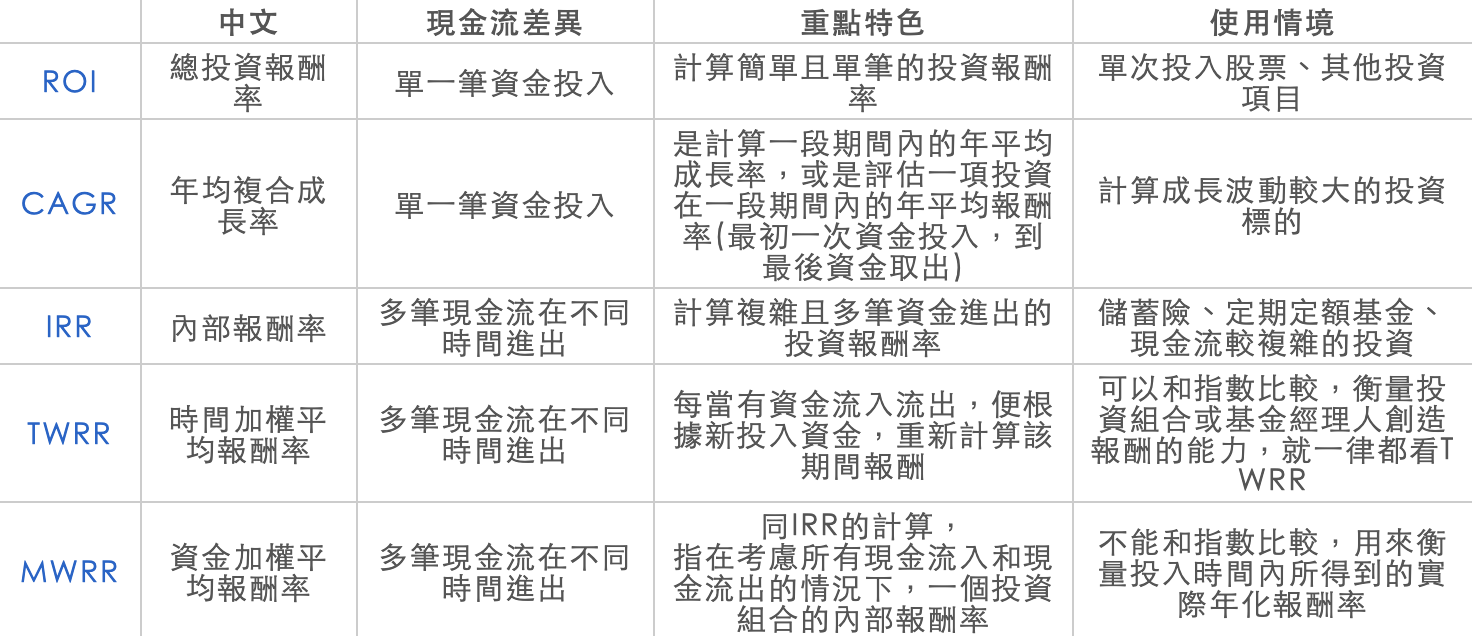 中文 現金流差異 重點特色 使用情境
ROI
總投資報酬
率
單一筆資金投入
計算簡單且單筆的投資報酬
率
單次投入股票、其他投資
項目
CAGR
年均複合成
長率
單一筆資金投入
是計算一段期間內的年平均
成長率，或是評估一項投資
在一段期間內的年平均報酬
率(最初一次資金投入，到
最後資金取出)
計算成長波動較大的投資
標的
IRR
內部報酬率
多筆現金流在不同
時間進出
計算複雜且多筆資金進出的
投資報酬率
儲蓄險、定期定額基金、
現金流較複雜的投資
TWRR
時間加權平
均報酬率
多筆現金流在不同
時間進出
每當有資金流入流出，便根
據新投入資金，重新計算該
期間報酬
可以和指數比較，衡量投
資組合或基金經理人創造
報酬的能力，就一律都看T
WRR
MWRR
資金加權平
均報酬率
多筆現金流在不同
時間進出
同IRR的計算，
指在考慮所有現金流入和現
金流出的情況下，一個投資
組合的內部報酬率
不能和指數比較，用來衡
量投入時間內所得到的實
際年化報酬率